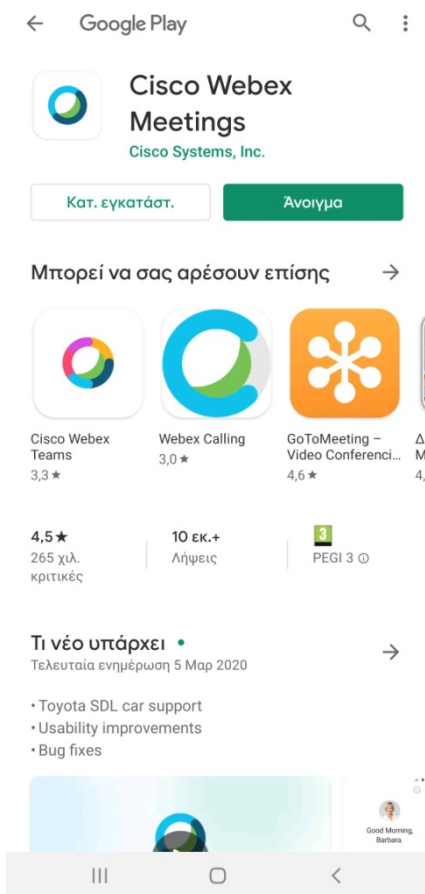 Google Play
Cisco Webex
Meetings
Cisco Systems, Inc.
Κατ. εγκατάστ.
Άνοιγμα
Μπορεί να σας αρέσουν επίσης
Cisco Webex
Teams
3,3 ★
Webex Calling
3,0 ★
GoToMeeting –
Video Conferenci...
4,6 ★
4,5 ★
265 χιλ.
κριτικές
10 εκ.+
Λήψεις
3
PEGI 3
Τι νέο υπάρχει
Τελευταία ενημέρωση 5 Μαρ 2020
• Toyota SDL car support
• Usability improvements
• Bug fixes
Good Morning,
Barbara.